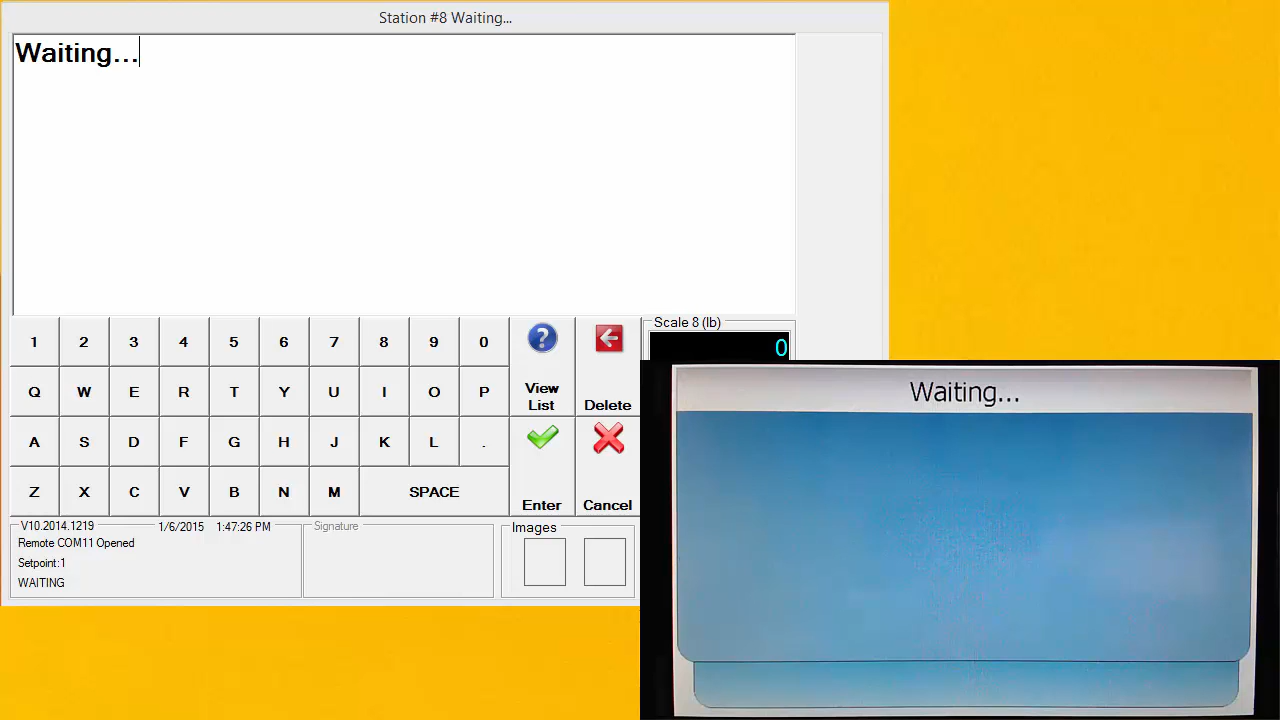 Station #8 Waiting...
Waiting...
1 2 3 4 5 6 7 8 9 0
Q W E R T Y U I O P
View List
Delete
A S D F G H J K L .
Z X C V B N M SPACE
Enter
Cancel
Scale 8 (lb)
0
Waiting...
V10.2014.1219 1/6/2015 1:47:26 PM
Remote COM11 Opened
Setpoint:1
WAITING
Signature
Images